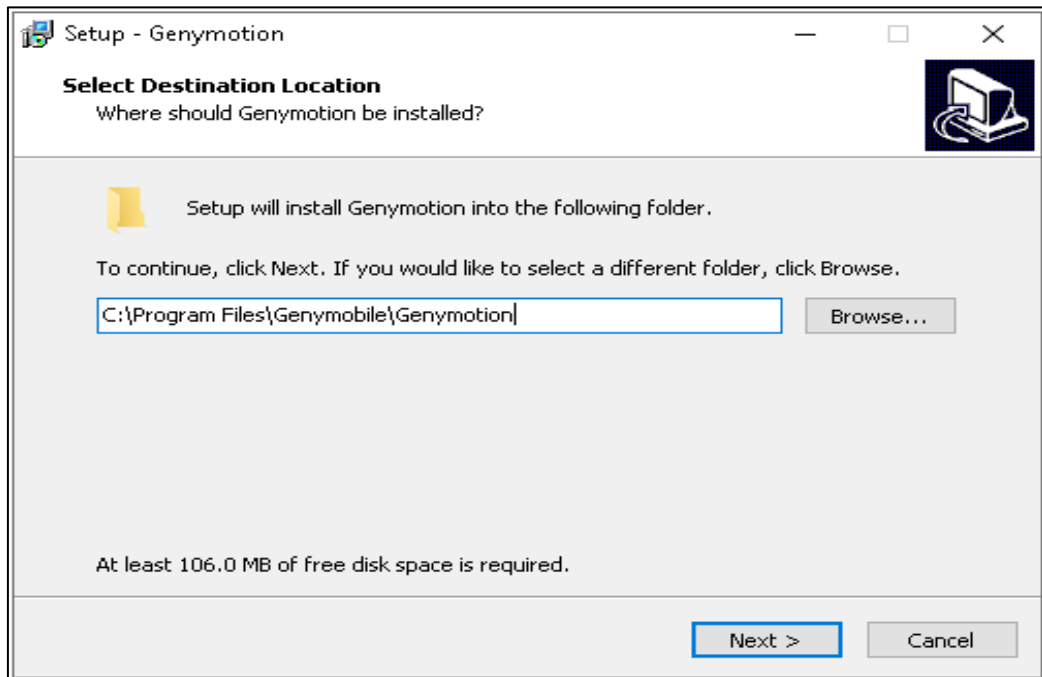 Setup - Genymotion
Select Destination Location
Where should Genymotion be installed?
Setup will install Genymotion into the following folder.
To continue, click Next. If you would like to select a different folder, click Browse.
C:\Program Files\Genymobile\Genymotion
Browse...
At least 106.0 MB of free disk space is required.
Next >
Cancel